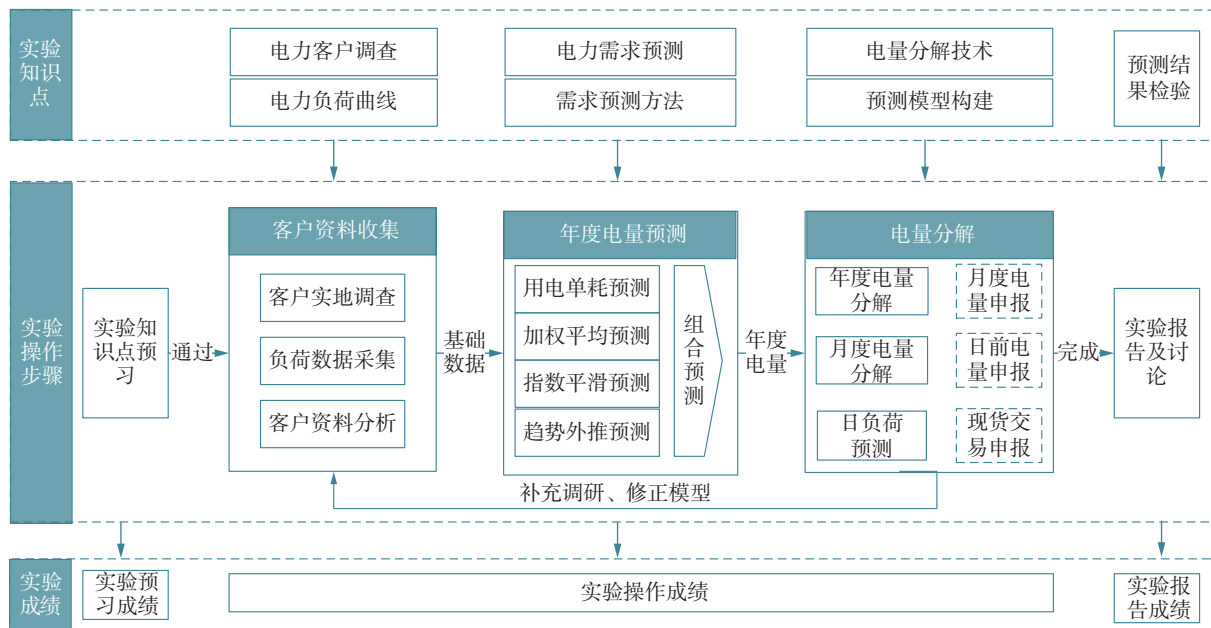 实验
知识
点
电力客户调查
电力负荷曲线
电力需求预测
需求预测方法
电量分解技术
预测模型构建
预测结
果检验
实验
操作
步骤
实验知
识点预
习
通过
客户资料收集
客户实地调查
负荷数据采集
客户资料分析
基础
数据
年度电量预测
用电单耗预测
加权平均预测
指数平滑预测
趋势外推预测
组
合
预
测
年度
电量
电量分解
年度电量
分解
月度电
量申报
月度电量
分解
日前电
量申报
日负荷
预测
现货交
易申报
完成
实验报
告及讨
论
补充调研、修正模型
实验
成绩
实验预
习成绩
实验操作成绩
实验报
告成绩